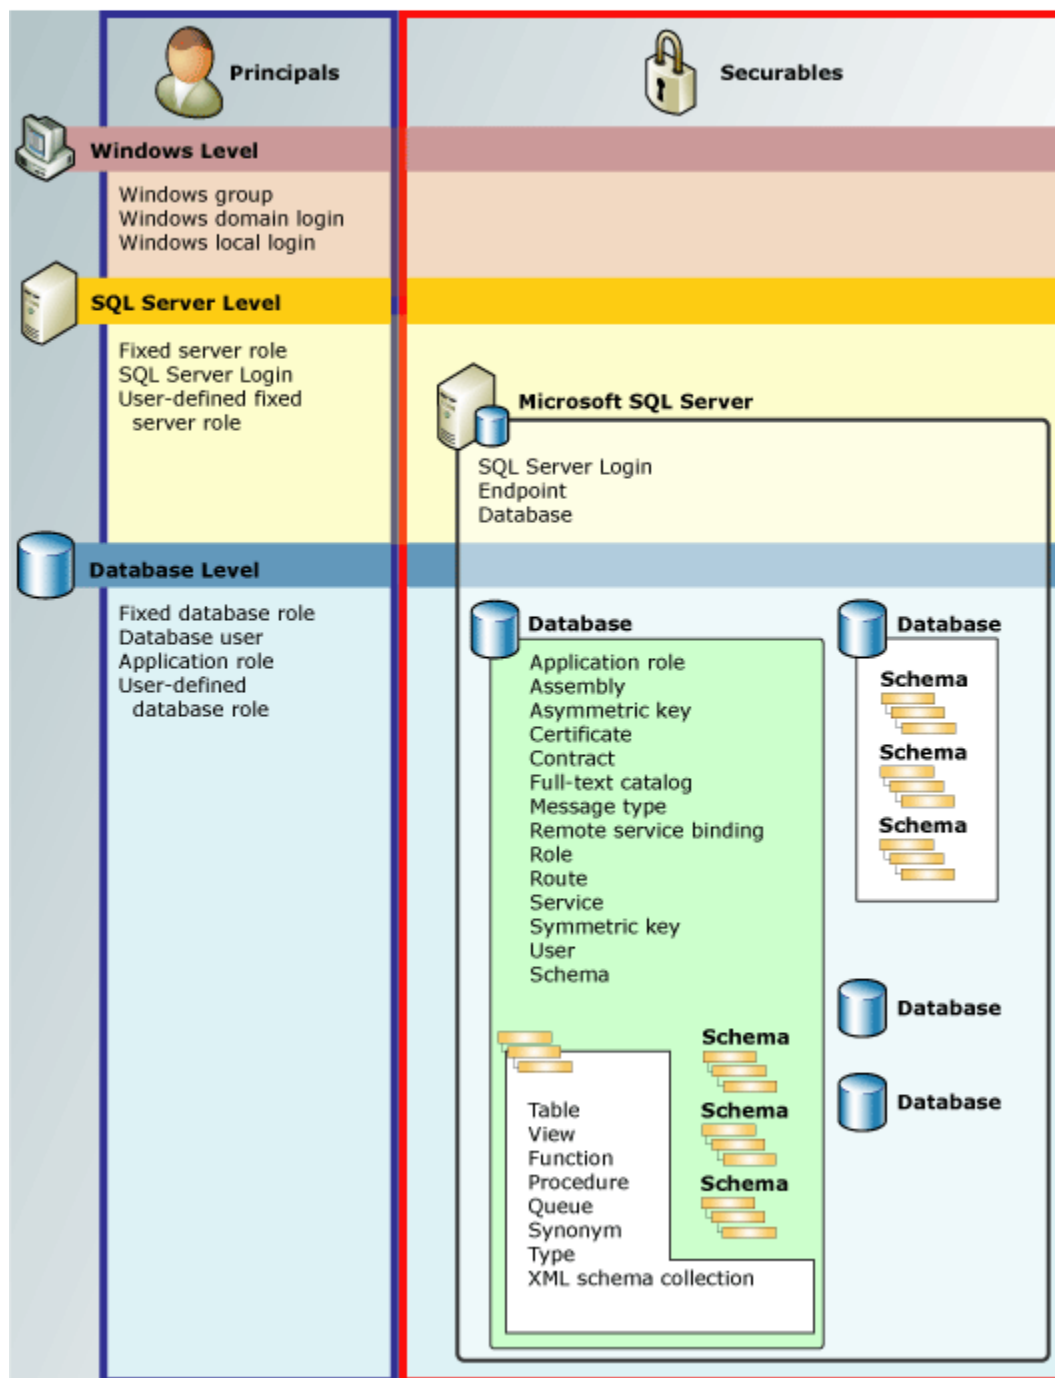 Principals
Securables
Windows Level
Windows group
Windows domain login
Windows local login
SQL Server Level
Fixed server role
SQL Server Login
User-defined fixed
server role
Microsoft SQL Server
SQL Server Login
Endpoint
Database
Database Level
Fixed database role
Database user
Application role
User-defined
database role
Database
Application role
Assembly
Asymmetric key
Certificate
Contract
Full-text catalog
Message type
Remote service binding
Role
Route
Service
Symmetric key
User
Schema
Table
View
Function
Procedure
Queue
Synonym
Type
XML schema collection
Schema
Schema
Schema
Database
Schema
Schema
Schema
Database
Database